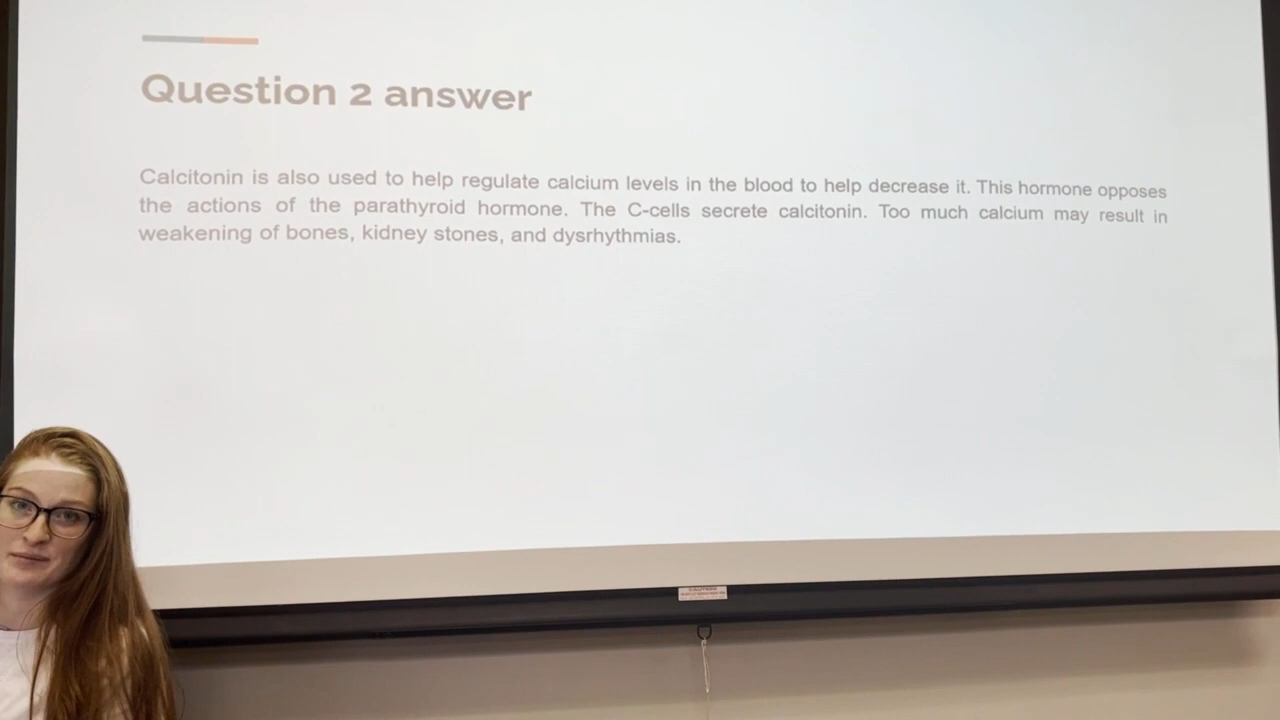 Question 2 answer
Calcitonin is also used to help regulate calcium levels in the blood to help decrease it. This hormone opposes
the actions of the parathyroid hormone. The C-cells secrete calcitonin. Too much calcium may result in
weakening of bones, kidney stones, and dysrhythmias.
CAUTION